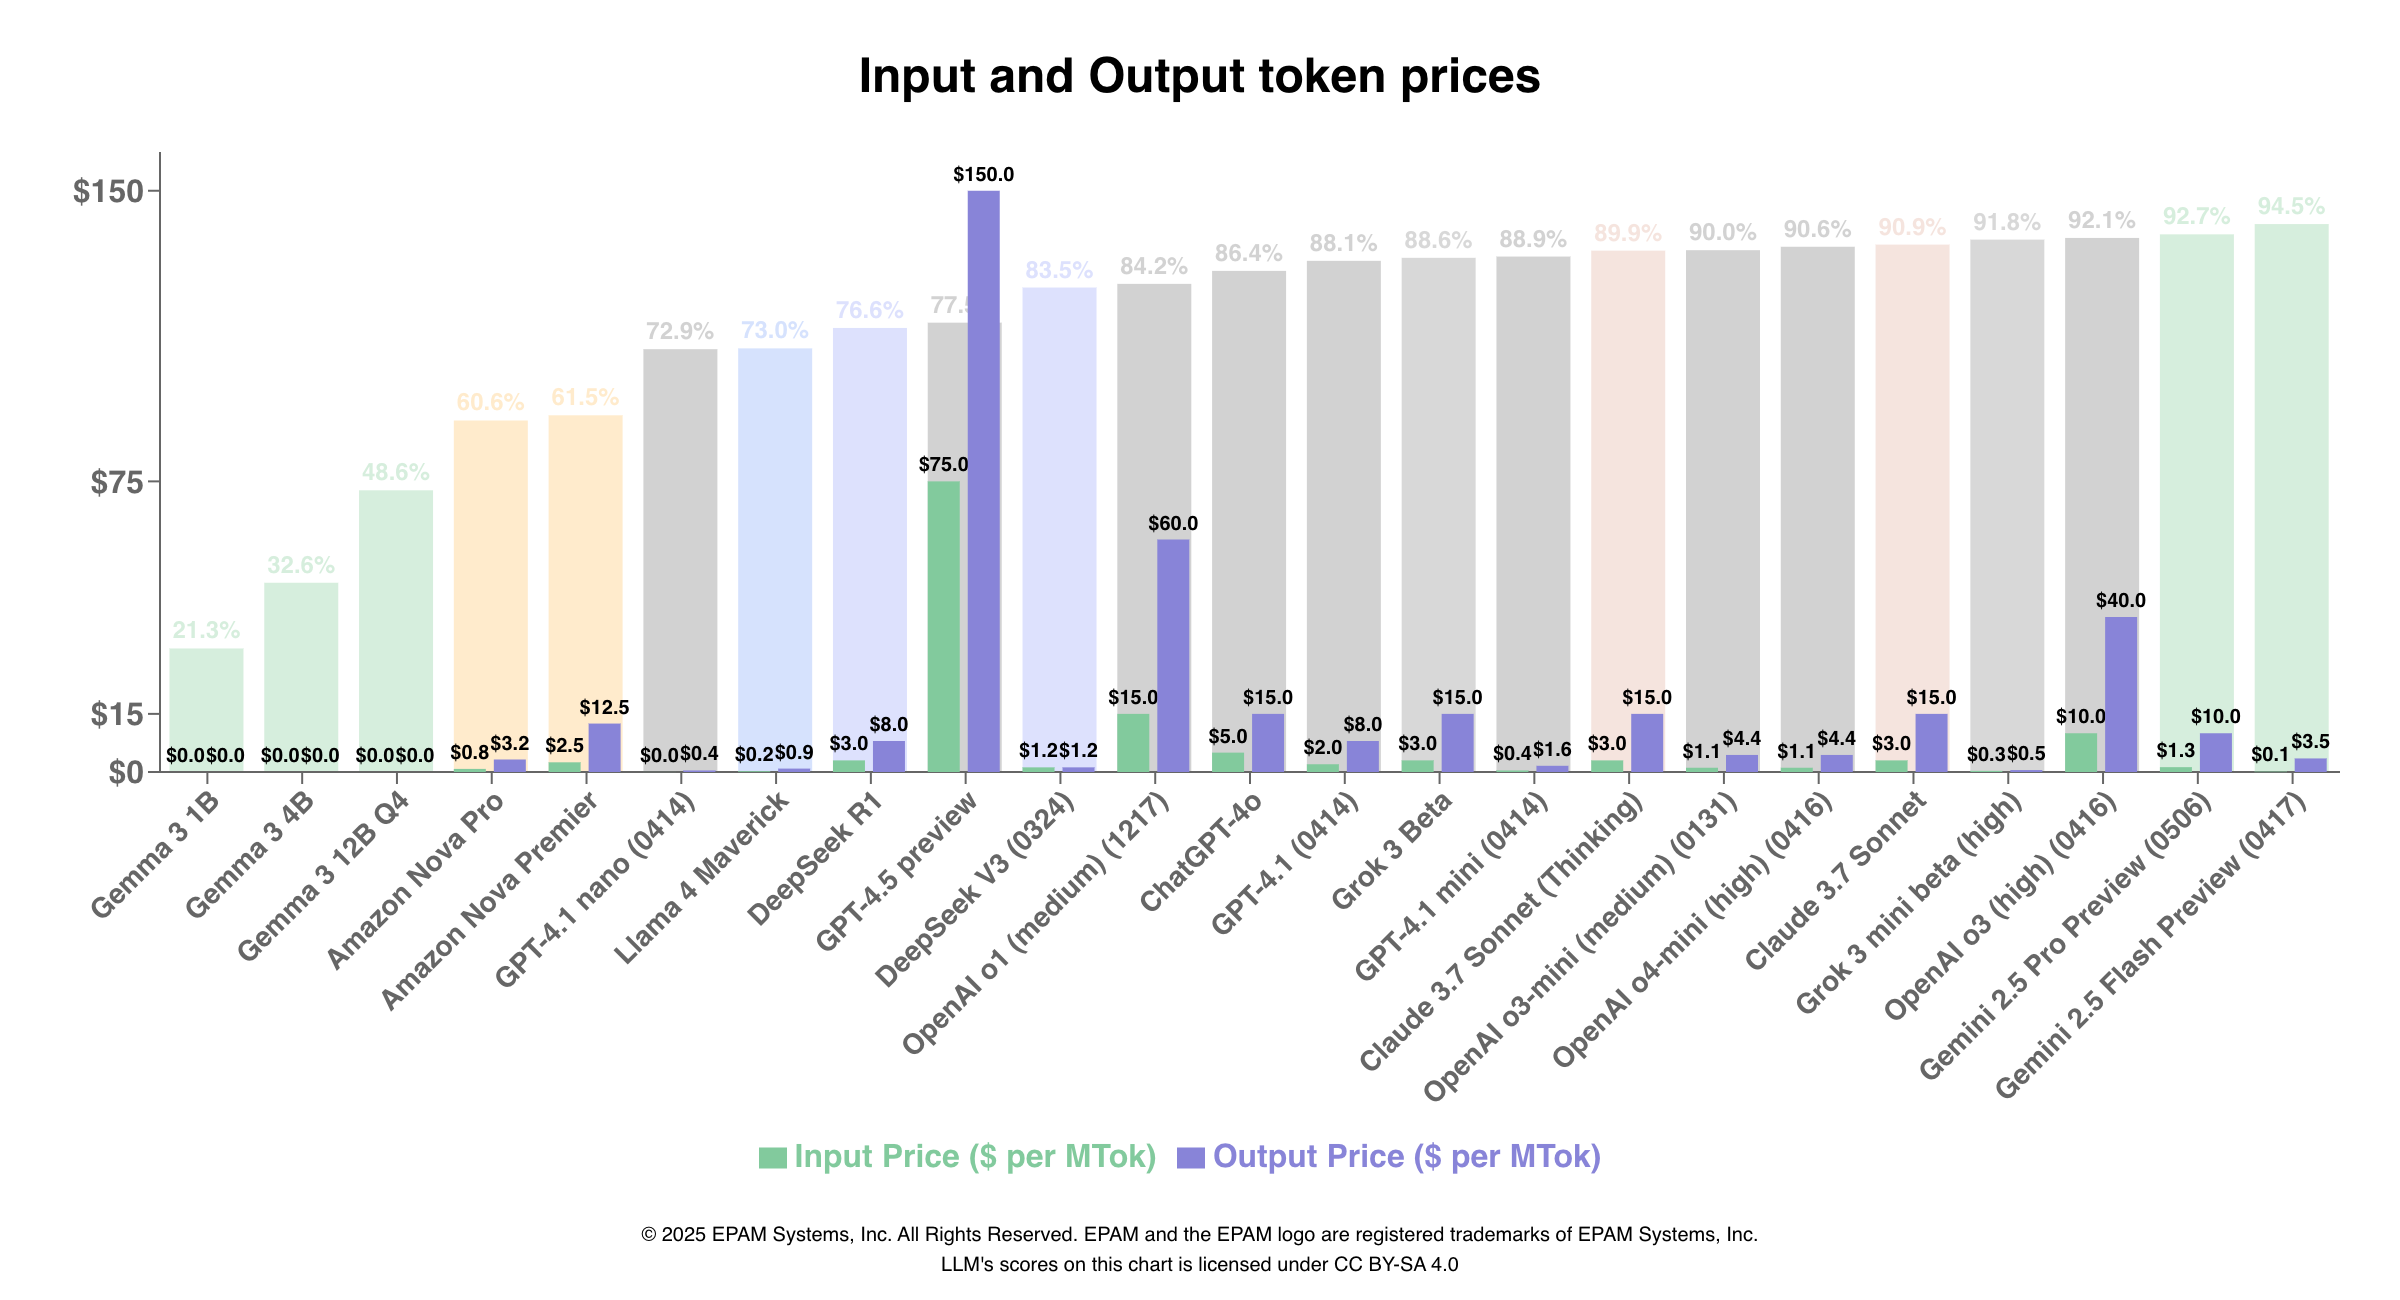 Input and Output token prices
$150
$75
$15
$0
21.3%
32.6%
48.6%
60.6%
61.5%
72.9%
73.0%
76.6%
83.5%
84.2%
86.4%
88.1%
88.6%
88.9%
89.9%
90.0%
90.6%
90.9%
91.8%
92.1%
92.7%
94.5%
$0.0 $0.0
$0.0 $0.0
$0.0 $0.0
$0.8 $3.2
$2.5 $12.5
$0.0 $0.4
$0.2 $0.9
$3.0 $8.0
$75.0 $150.0
$1.2 $1.2
$15.0 $60.0
$5.0 $15.0
$2.0 $8.0
$3.0 $15.0
$0.4 $1.6
$3.0 $15.0
$1.1 $4.4
$1.1 $4.4
$3.0 $15.0
$0.3 $0.5
$10.0 $40.0
$1.3 $10.0
$0.1 $3.5
Gemma 3 1B
Gemma 3 4B
Gemma 3 12B Q4
Amazon Nova Pro
Amazon Nova Premier
GPT-4.1 nano (0414)
Llama 4 Maverick
DeepSeek R1
GPT-4.5 preview
DeepSeek V3 (0324)
OpenAI o1 (medium) (1217)
ChatGPT-4o
GPT-4.1 (0414)
Grok 3 Beta
GPT-4.1 mini (0414)
Claude 3.7 Sonnet (Thinking)
OpenAI o3-mini (medium) (0131)
OpenAI o4-mini (high) (0416)
Claude 3.7 Sonnet
Grok 3 mini beta (high)
OpenAI o3 (high) (0416)
Gemini 2.5 Pro Preview (0506)
Gemini 2.5 Flash Preview (0417)
Input Price ($ per MTok) Output Price ($ per MTok)
© 2025 EPAM Systems, Inc. All Rights Reserved. EPAM and the EPAM logo are registered trademarks of EPAM Systems, Inc.
LLM's scores on this chart is licensed under CC BY-SA 4.0